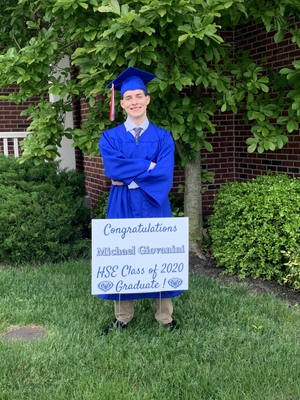 Congratulations
Michael Giovanini
HSE Class of 2020
Graduate !